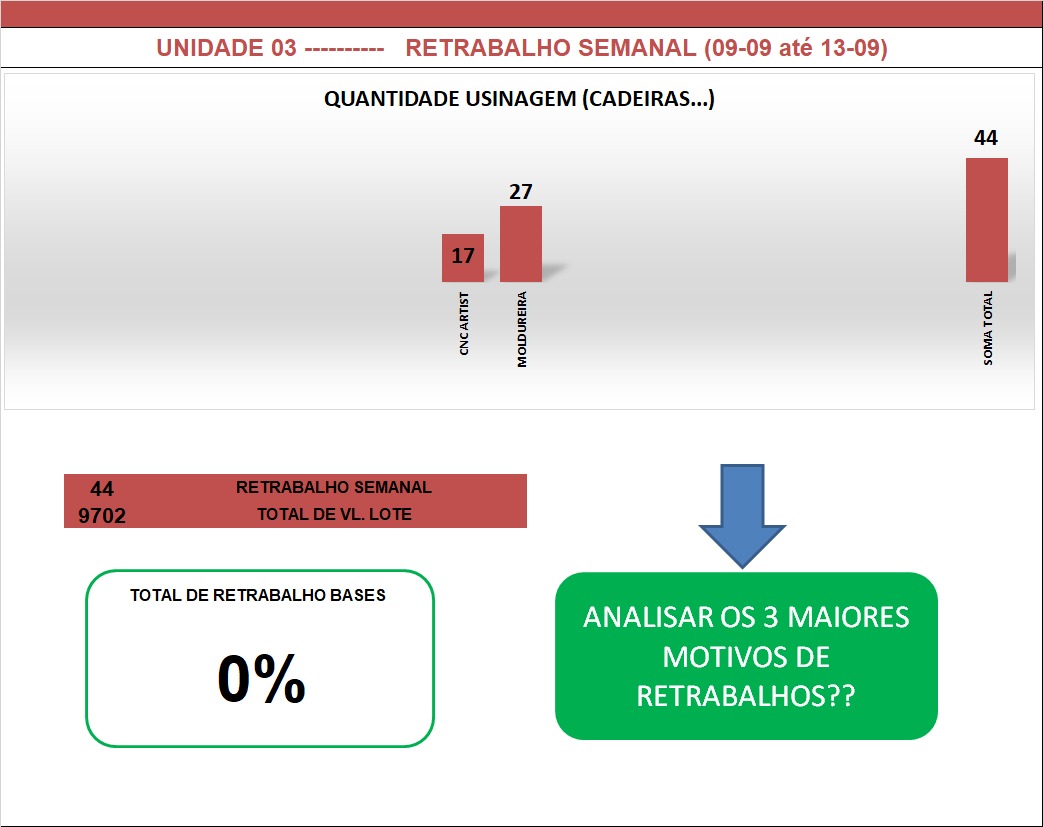 UNIDADE 03 ---------- RETRABALHO SEMANAL (09-09 até 13-09)
QUANTIDADE USINAGEM (CADEIRAS...)
44
27
17
CNC ARTIST
MOLDUREIRA
SOMA TOTAL
44 RETRABALHO SEMANAL
9702 TOTAL DE VL. LOTE
TOTAL DE RETRABALHO BASES
0%
ANALISAR OS 3 MAIORES
MOTIVOS DE
RETRABALHOS??